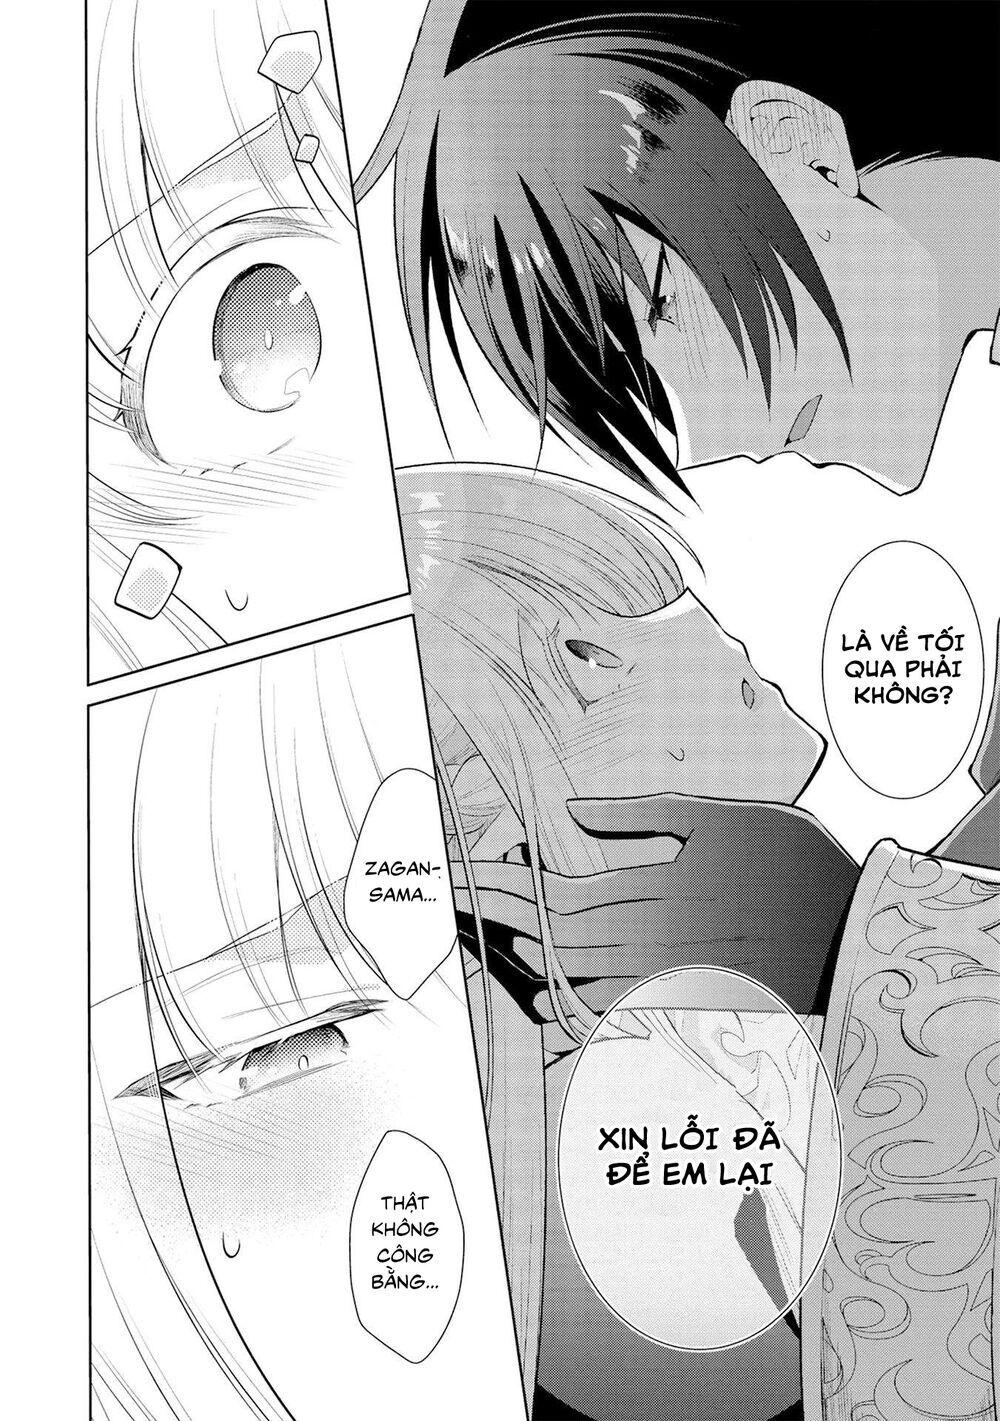 LÀ VỀ TỐI
QUA PHẢI
KHÔNG?
XIN LỖI ĐÃ
ĐỂ EM LẠI
ZAGAN-
SAMA...
THẬT
KHÔNG
CÔNG
BẰNG...